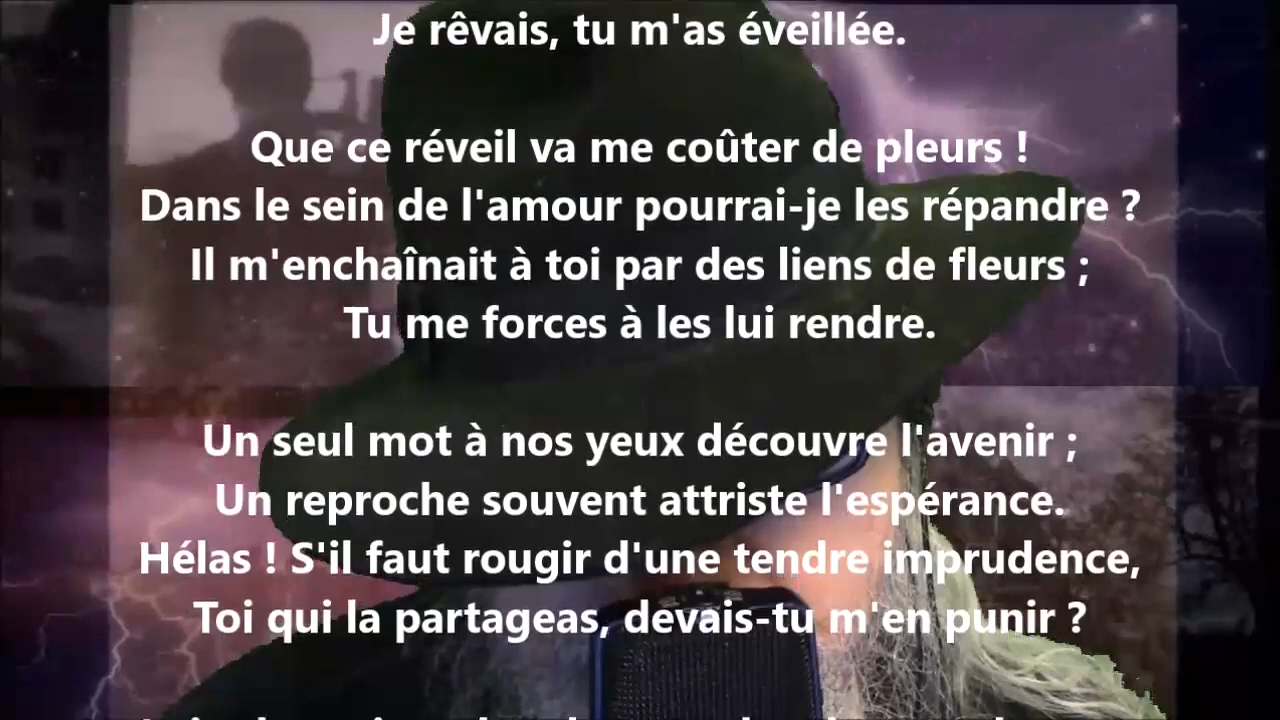 Je rêvais, tu m'as éveillée.
Que ce réveil va me coûter de pleurs !
Dans le sein de l'amour pourrai-je les répandre ?
Il m'enchaînait à toi par des liens de fleurs ;
Tu me forces à les lui rendre.
Un seul mot à nos yeux découvre l'avenir ;
Un reproche souvent attriste l'espérance.
Hélas ! S'il faut rougir d'une tendre imprudence,
Toi qui la partageas, devais-tu m'en punir ?